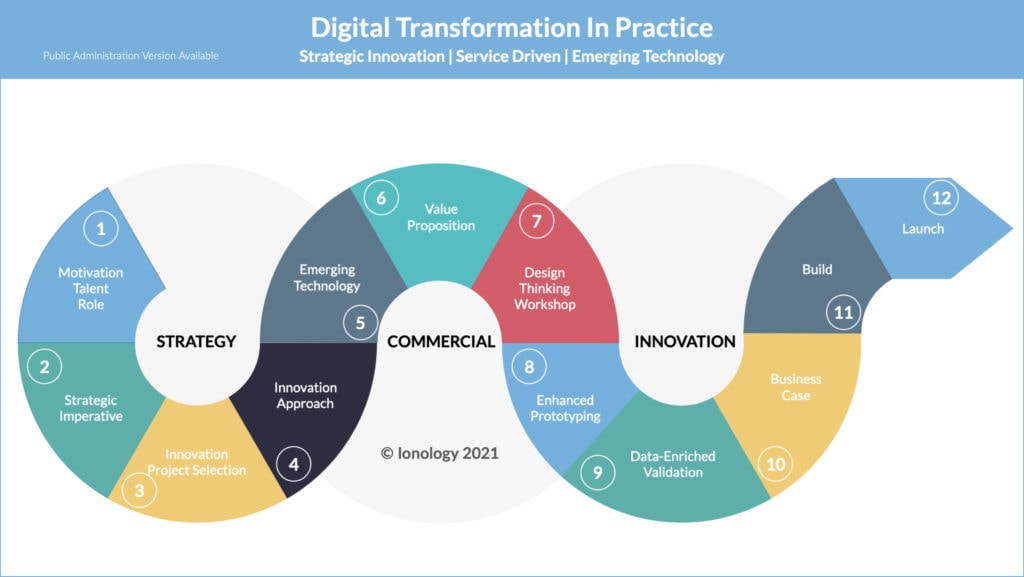 Digital Transformation In Practice
Public Administration Version Available
Strategic Innovation | Service Driven | Emerging Technology
1
Motivation
Talent
Role
2
Strategic
Imperative
3
Innovation
Project Selection
4
Innovation
Approach
5
Emerging
Technology
6
Value
Proposition
7
Design
Thinking
Workshop
8
Enhanced
Prototyping
9
Data-Enriched
Validation
10
Business
Case
11
Build
12
Launch
STRATEGY
COMMERCIAL
INNOVATION
© Ionology 2021